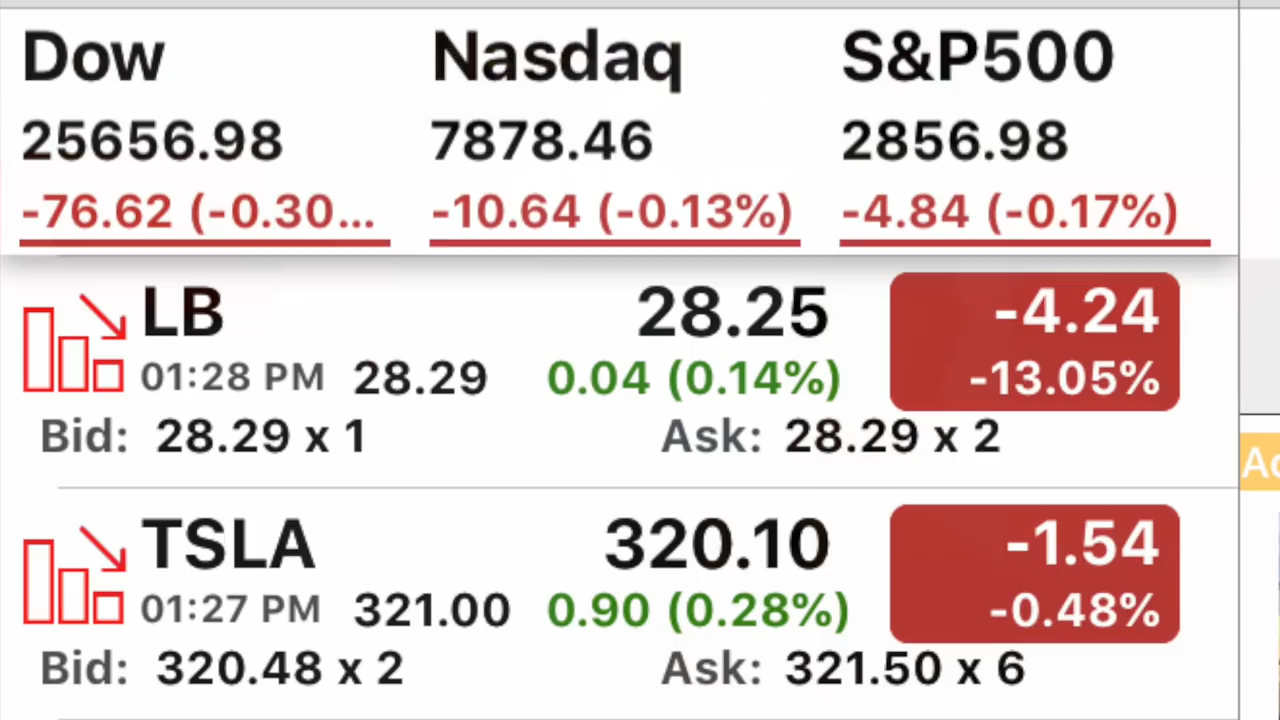 Dow Nasdaq S&P500
25656.98 7878.46 2856.98
-76.62 (-0.30... -10.64 (-0.13%) -4.84 (-0.17%)
LB 28.25 -4.24
01:28 PM 28.29 0.04 (0.14%) -13.05%
Bid: 28.29 x 1 Ask: 28.29 x 2
TSLA 320.10 -1.54
01:27 PM 321.00 0.90 (0.28%) -0.48%
Bid: 320.48 x 2 Ask: 321.50 x 6